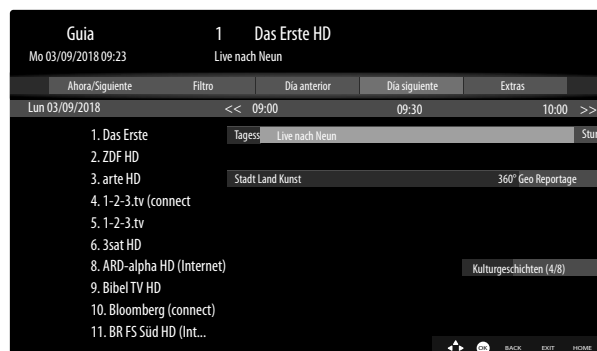 Guia 1 Das Erste HD
Mo 03/09/2018 09:23 Live nach Neun
Ahora/Siguiente Filtro Día anterior Día siguiente Extras
Lun 03/09/2018 << 09:00 09:30 10:00 >>
1. Das Erste Tagess Live nach Neun Stur
2. ZDF HD
3. arte HD Stadt Land Kunst 360° Geo Reportage
4. 1-2-3.tv (connect
5. 1-2-3.tv
6. 3sat HD
8. ARD-alpha HD (Internet) Kulturgeschichten (4/8)
9. Bibel TV HD
10. Bloomberg (connect)
11. BR FS Süd HD (Int...
OK BACK EXIT HOME